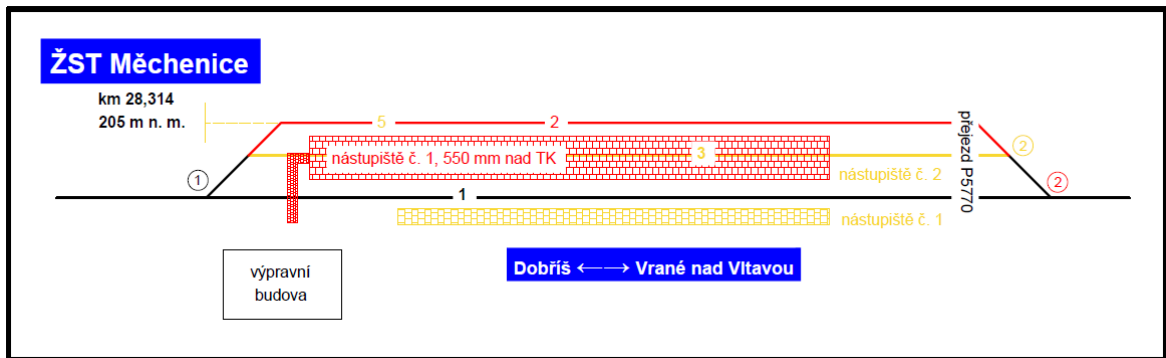 ŽST Měchenice
km 28,314
205 m n. m.
5
2
přejezd P5770
2
nástupiště č. 1, 550 mm nad TK
3
nástupiště č. 2
1
2
1
nástupiště č. 1
výpravní
budova
Dobříš ←—→ Vrané nad Vltavou